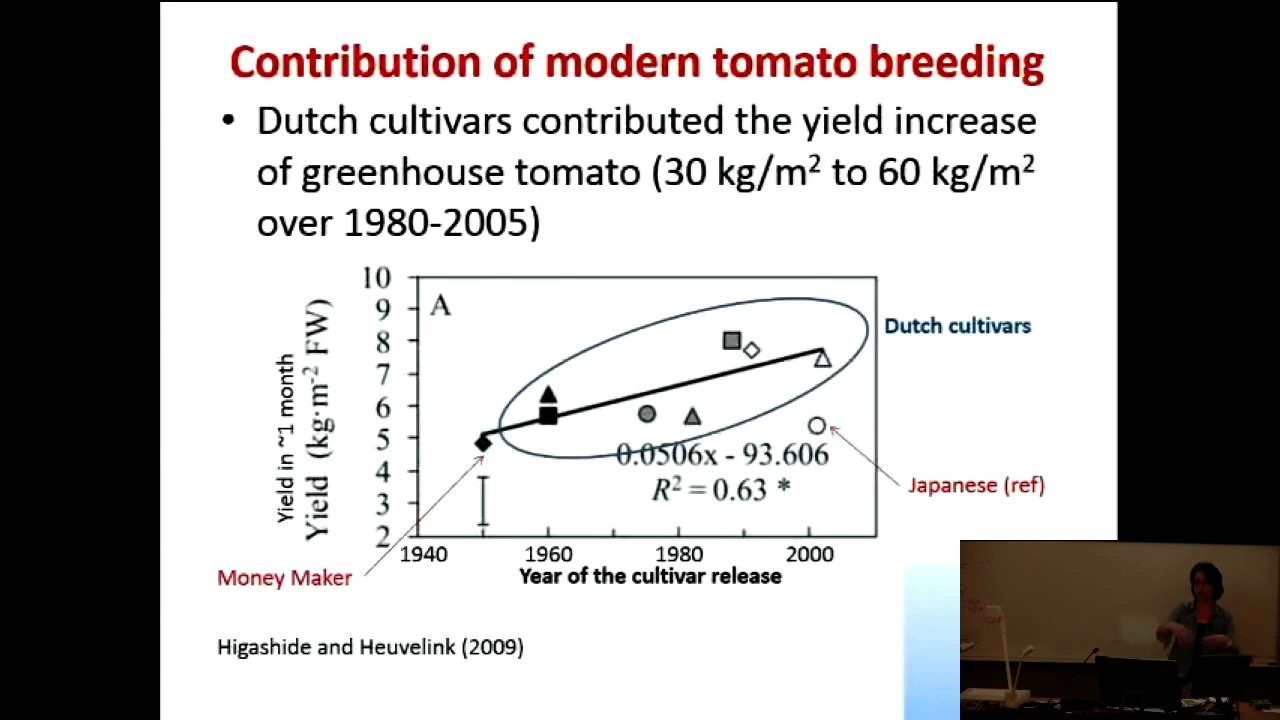 Contribution of modern tomato breeding
• Dutch cultivars contributed the yield increase
of greenhouse tomato (30 kg/m² to 60 kg/m²
over 1980-2005)
10
9
8
7
6
5
4
3
2
A
Yield in ~1 month
Yield (kg·m⁻² FW)
Dutch cultivars
0.0506x - 93.606
R² = 0.63 *
Japanese (ref)
1940 1960 1980 2000
Money Maker
Year of the cultivar release
Higashide and Heuvelink (2009)